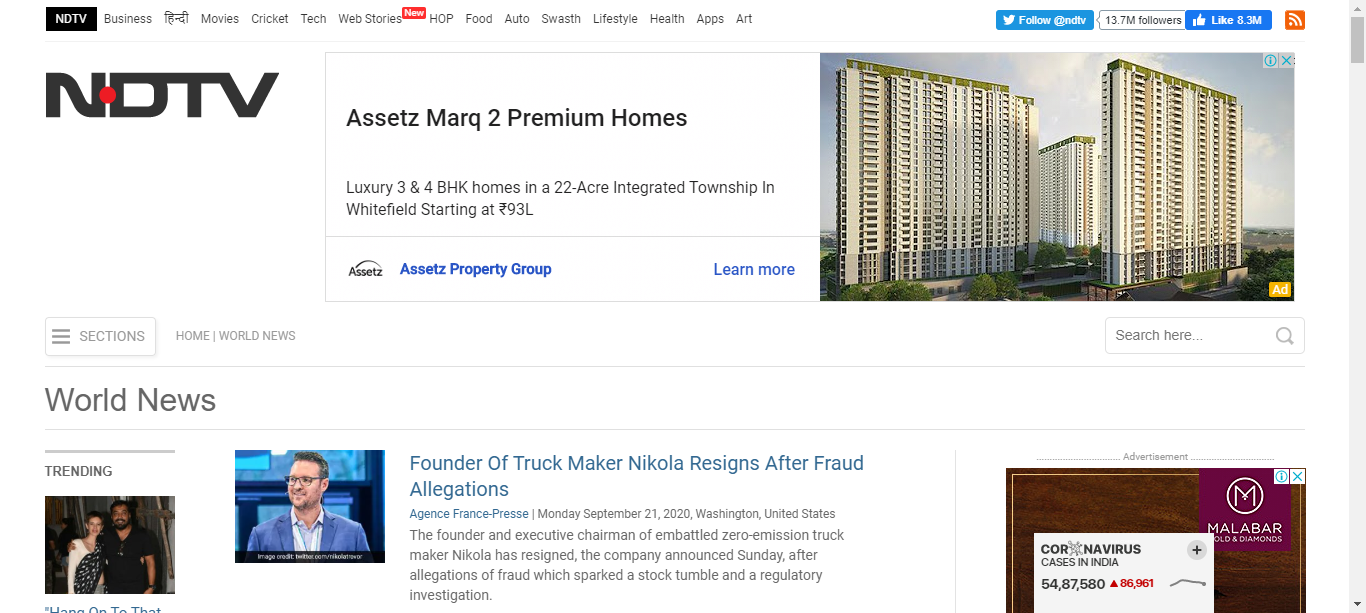 NDTV Business हिन्दी Movies Cricket Tech Web Stories New HOP Food Auto Swasth Lifestyle Health Apps Art
Follow @ndtv 13.7M followers Like 8.3M
NDTV
Assetz Marq 2 Premium Homes
Luxury 3 & 4 BHK homes in a 22-Acre Integrated Township In
Whitefield Starting at ₹93L
Assetz Assetz Property Group Learn more
Ad
SECTIONS HOME | WORLD NEWS Search here...
World News
TRENDING
"Hang On To That
Image credit: twitter.com/nikolatrevor
Founder Of Truck Maker Nikola Resigns After Fraud
Allegations
Agence France-Presse | Monday September 21, 2020, Washington, United States
The founder and executive chairman of embattled zero-emission truck
maker Nikola has resigned, the company announced Sunday, after
allegations of fraud which sparked a stock tumble and a regulatory
investigation.
Advertisement
MALABAR
OLD & DIAMONDS
CORONAVIRUS
CASES IN INDIA
54,87,580 ▲86,961